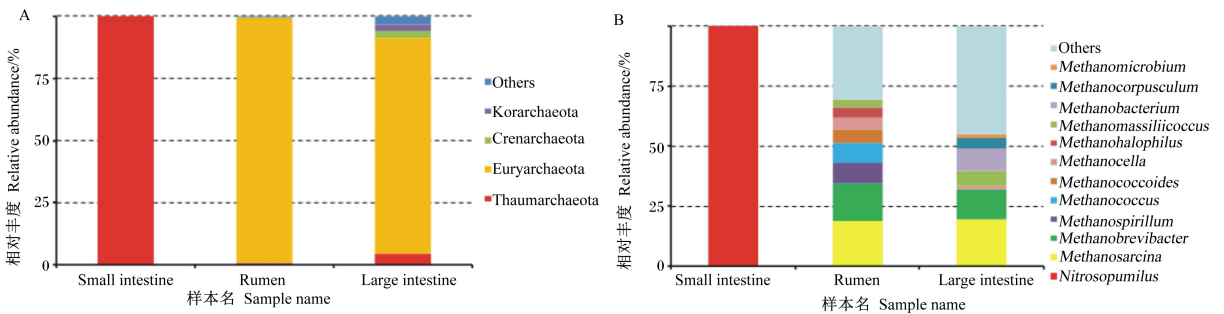 A
相对丰度 Relative abundance/%
75
50
25
0
Small intestine
Rumen
Large intestine
样本名 Sample name
Others
Korarchaeota
Crenarchaeota
Euryarchaeota
Thaumarchaeota
B
相对丰度 Relative abundance/%
75
50
25
0
Small intestine
Rumen
Large intestine
样本名 Sample name
Others
Methanomicrobium
Methanocorpusculum
Methanobacterium
Methanomassiliicoccus
Methanohalophilus
Methanocella
Methanococcoides
Methanococcus
Methanospirillum
Methanobrevibacter
Methanosarcina
Nitrosopumilus